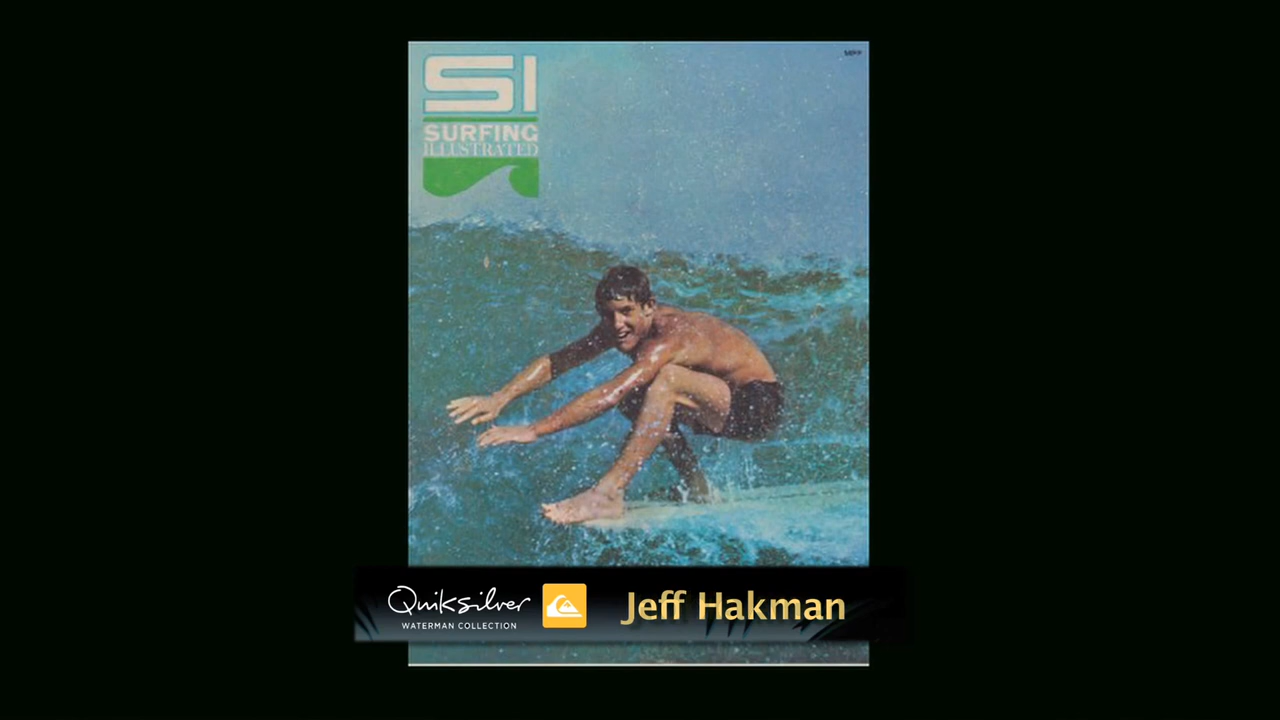 SI
SURFING
ILLUSTRATED
Quiksilver
WATERMAN COLLECTION
Jeff Hakman